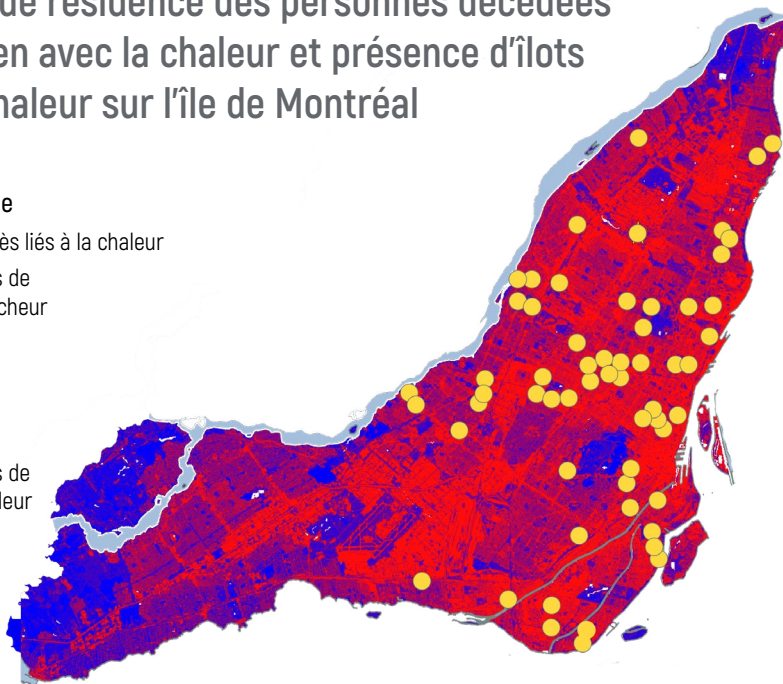 de résidence des personnes décédées
en avec la chaleur et présence d'îlots
haleur sur l'île de Montréal
e
ès liés à la chaleur
s de
cheur
s de
leur